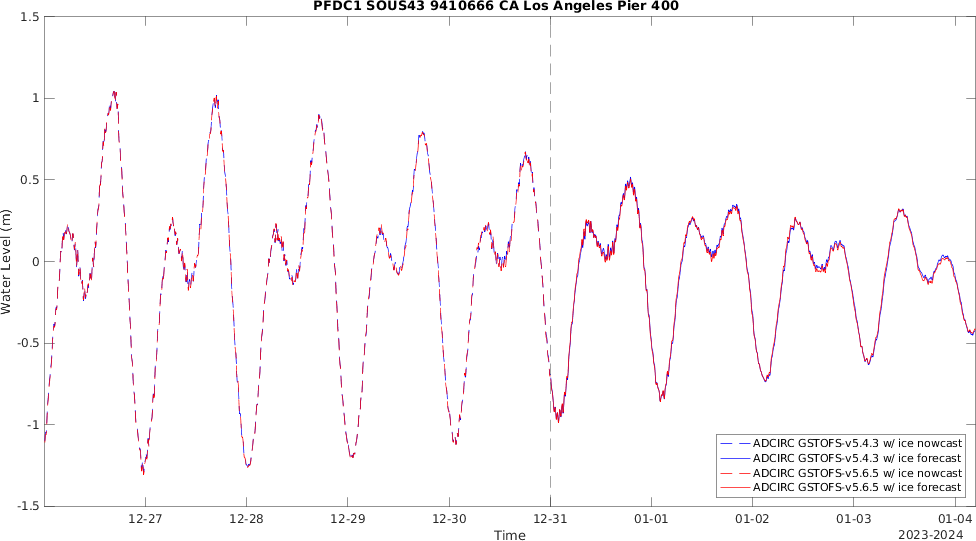 PFDC1 SOUS43 9410666 CA Los Angeles Pier 400
1.5
1
0.5
0
-0.5
-1
-1.5
Water Level (m)
12-27
12-28
12-29
12-30
12-31
01-01
01-02
01-03
01-04
Time
2023-2024
ADCIRC GSTOFS-v5.4.3 w/ ice nowcast
ADCIRC GSTOFS-v5.4.3 w/ ice forecast
ADCIRC GSTOFS-v5.6.5 w/ ice nowcast
ADCIRC GSTOFS-v5.6.5 w/ ice forecast